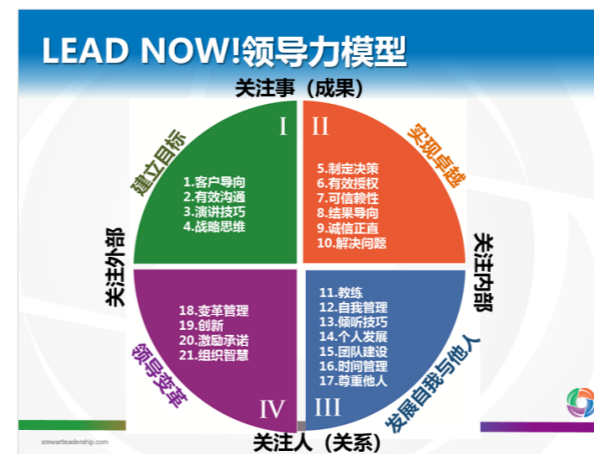 LEAD NOW!领导力模型
关注事（成果）
I
II
建立目标
实现卓越
1.客户导向
2.有效沟通
3.演讲技巧
4.战略思维
5.制定决策
6.有效授权
7.可信赖性
8.结果导向
9.诚信正直
10.解决问题
关注外部
关注内部
18.变革管理
19.创新
20.激励承诺
21.组织智慧
11.教练
12.自我管理
13.倾听技巧
14.个人发展
15.团队建设
16.时间管理
17.尊重他人
领导变革
发展自我与他人
IV
III
关注人（关系）
stewartleadership.com